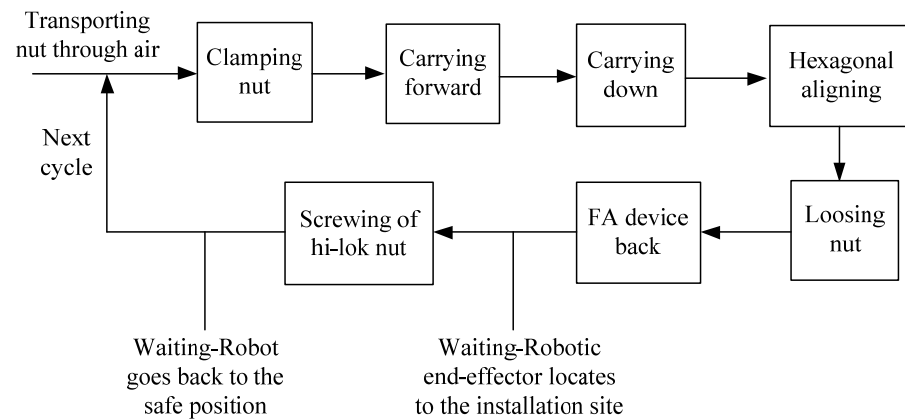 Transporting
nut through air
Clamping
nut
Carrying
forward
Carrying
down
Hexagonal
aligning
Next
cycle
Screwing of
hi-lok nut
FA device
back
Loosing
nut
Waiting-Robot
goes back to the
safe position
Waiting-Robotic
end-effector locates
to the installation site